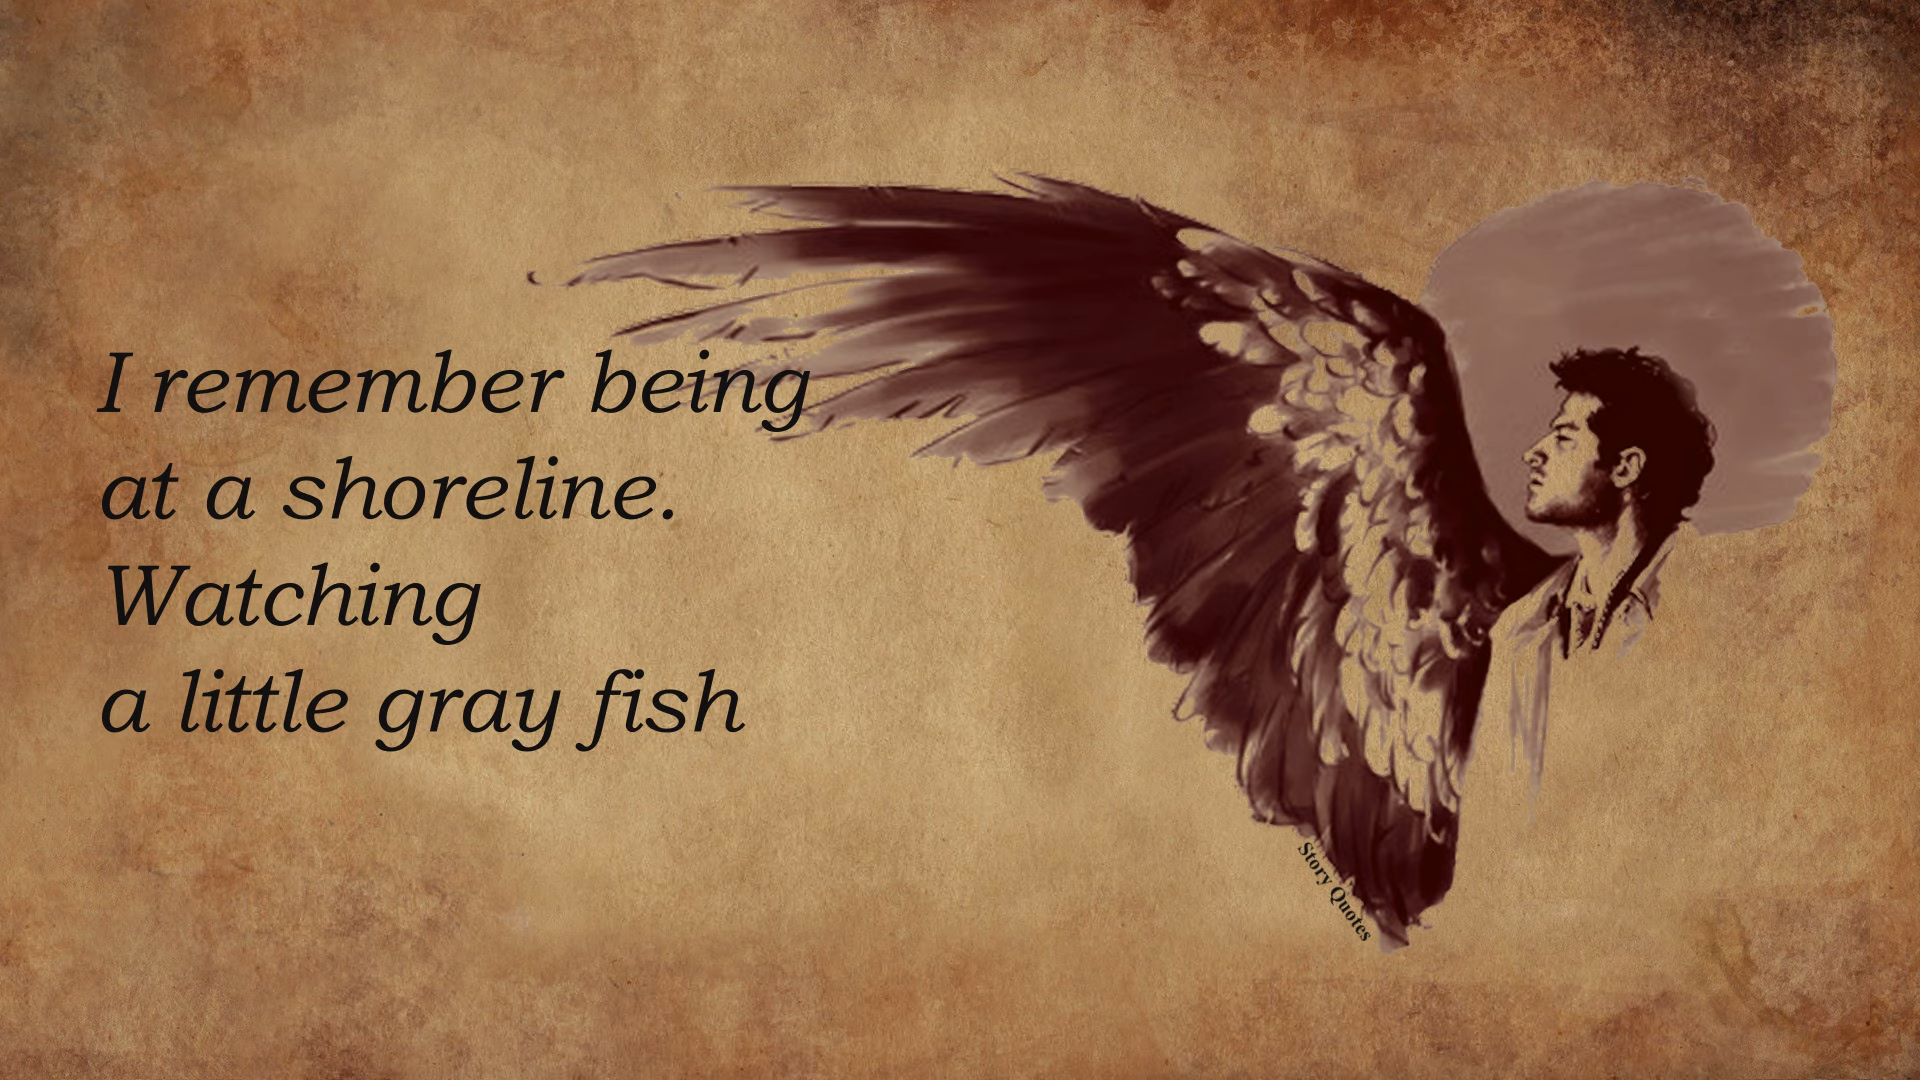 I remember being
at a shoreline.
Watching
a little gray fish
Story Quotes